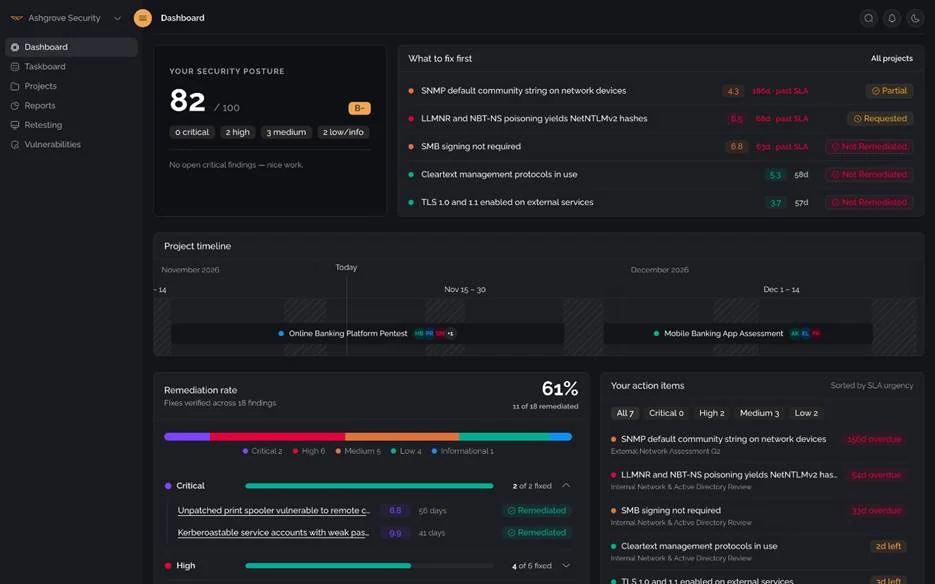 Ashgrove Security
Dashboard
Dashboard
Taskboard
Projects
Reports
Retesting
Vulnerabilities
YOUR SECURITY POSTURE
82 / 100
B-
0 critical 2 high 3 medium 2 low/info
No open critical findings — nice work.
What to fix first All projects
SNMP default community string on network devices 4.3 186d · past SLA Partial
LLMNR and NBT-NS poisoning yields NetNTLMv2 hashes 6.5 68d · past SLA Requested
SMB signing not required 6.8 63d · past SLA Not Remediated
Cleartext management protocols in use 5.3 58d Not Remediated
TLS 1.0 and 1.1 enabled on external services 3.7 57d Not Remediated
Project timeline
November 2026 Today December 2026
– 14 Nov 15 – 30 Dec 1 – 14
Online Banking Platform Pentest HB PR +1
Mobile Banking App Assessment AK EL
Remediation rate
61%
Fixes verified across 18 findings.
11 of 18 remediated
Critical 2 High 6 Medium 5 Low 4 Informational 1
Critical 2 of 2 fixed
Unpatched print spooler vulnerable to remote c... 8.8 56 days Remediated
Kerberoastable service accounts with weak pas... 9.9 41 days Remediated
High 4 of 6 fixed
Your action items Sorted by SLA urgency
All 7 Critical 0 High 2 Medium 3 Low 2
SNMP default community string on network devices 156d overdue
External Network Assessment Q2
LLMNR and NBT-NS poisoning yields NetNTLMv2 has... 54d overdue
Internal Network & Active Directory Review
SMB signing not required 33d overdue
Internal Network & Active Directory Review
Cleartext management protocols in use 2d left
Internal Network & Active Directory Review
TLS 1.0 and 1.1 enabled on external services 3d left